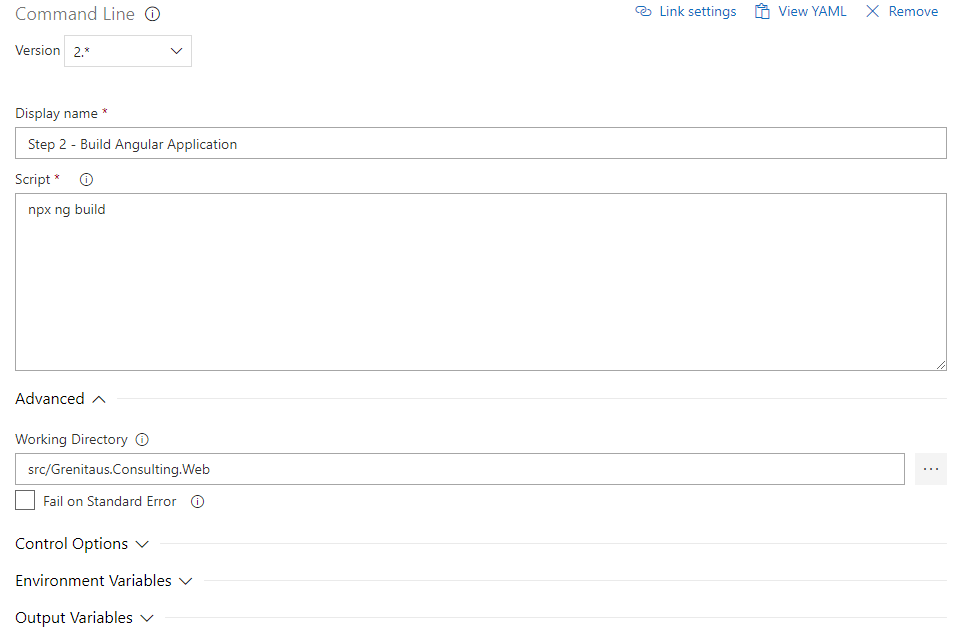 Command Line
Link settings
View YAML
Remove
Version 2.*
Display name *
Step 2 - Build Angular Application
Script *
npx ng build
Advanced
Working Directory
src/Grenitaus.Consulting.Web
...
Fail on Standard Error
Control Options
Environment Variables
Output Variables